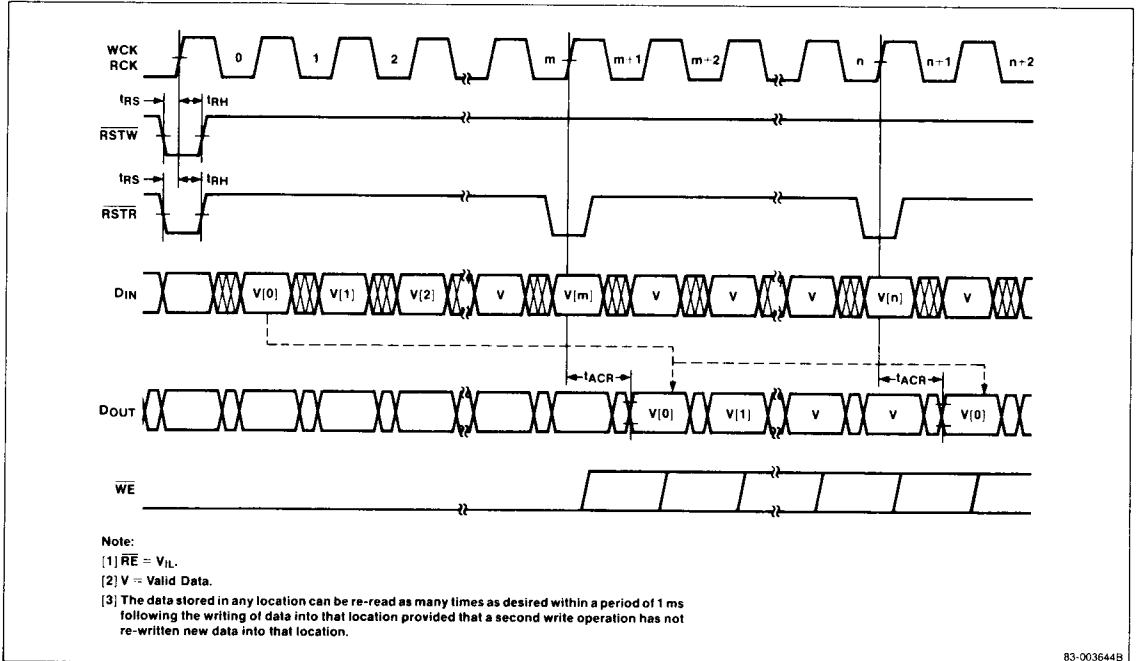 WCK
RCK
0 1 2 m m+1 m+2 n n+1 n+2
tRS tRH
RSTW
tRS tRH
RSTR
DIN V[0] V[1] V[2] V V[m] V V V V[n] V
tACR tACR
DOUT V[0] V[1] V V V[0]
WE
Note:
[1] RE = VIL.
[2] V = Valid Data.
[3] The data stored in any location can be re-read as many times as desired within a period of 1 ms
following the writing of data into that location provided that a second write operation has not
re-written new data into that location.
83-003644B